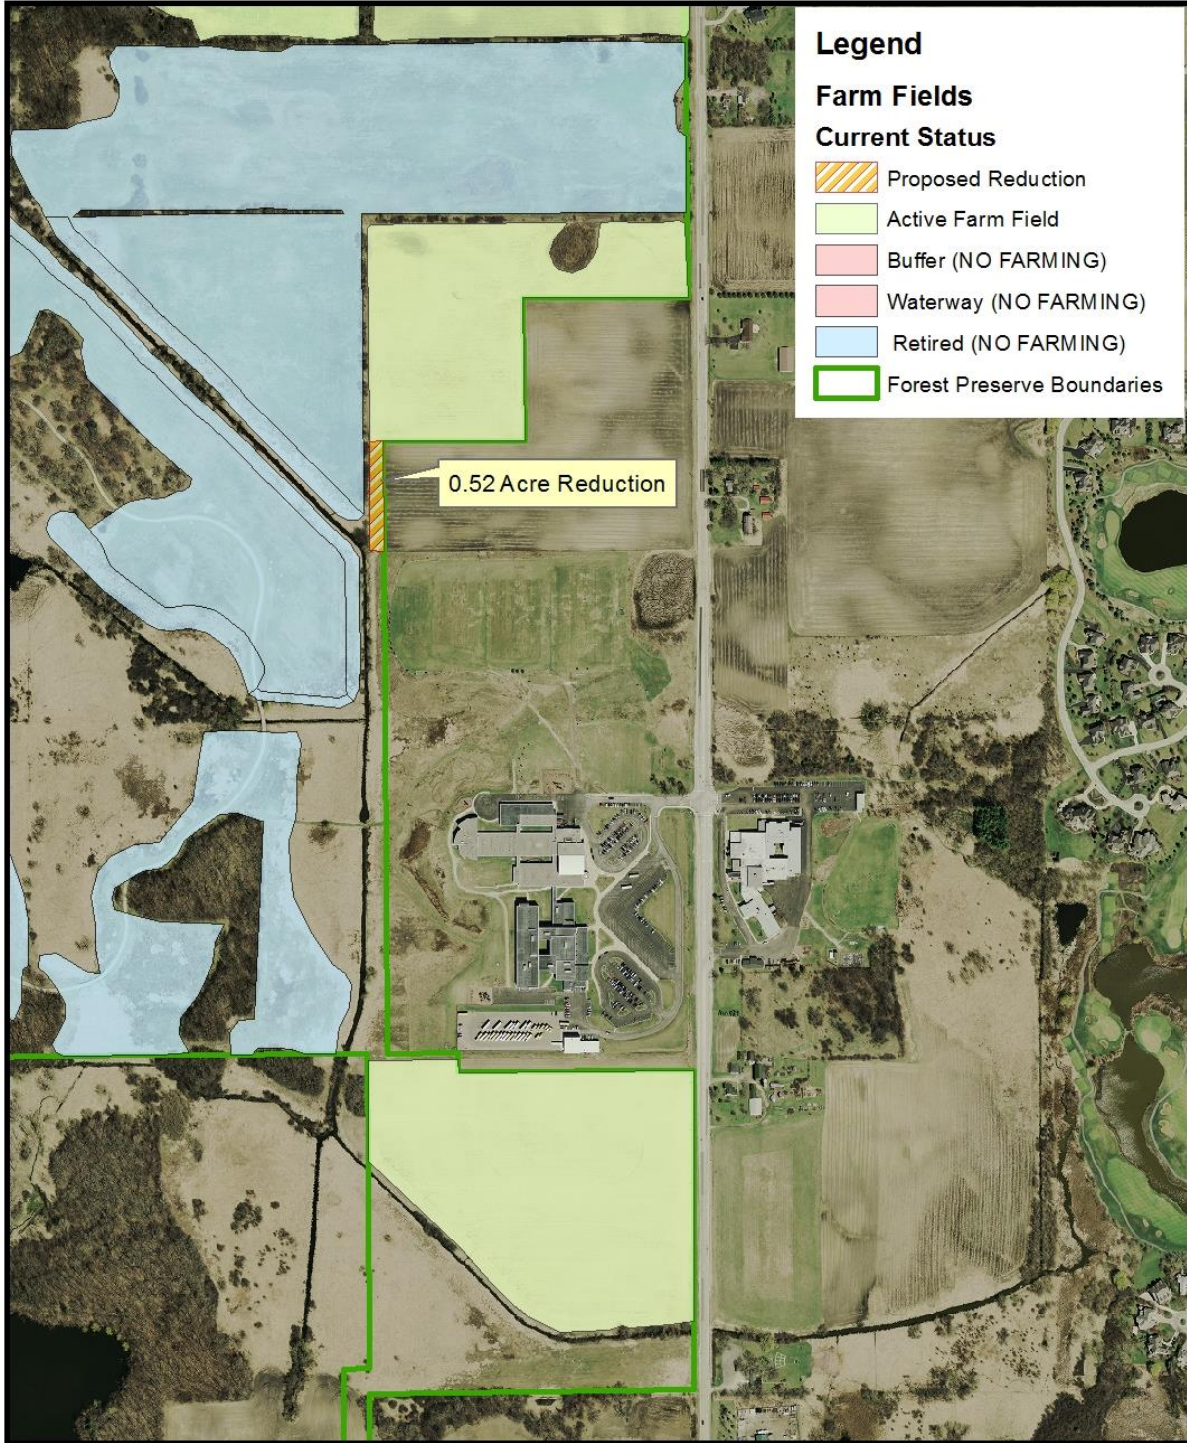 Legend
Farm Fields
Current Status
Proposed Reduction
Active Farm Field
Buffer (NO FARMING)
Waterway (NO FARMING)
Retired (NO FARMING)
Forest Preserve Boundaries
0.52 Acre Reduction